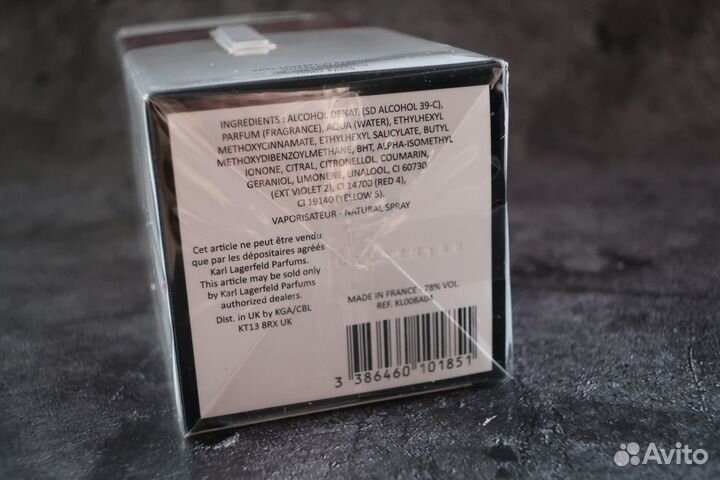 INGREDIENTS : ALCOHOL DENAT. (SD ALCOHOL 39-C),
PARFUM (FRAGRANCE), AQUA (WATER), ETHYLHEXYL
METHOXYCINNAMATE, ETHYLHEXYL SALICYLATE, BUTYL
METHOXYDIBENZOYLMETHANE, BHT, ALPHA-ISOMETHYL
IONONE, CITRAL, CITRONELLOL, COUMARIN,
GERANIOL, LIMONENE, LINALOOL, CI 60730
(EXT VIOLET 2), CI 14700 (RED 4),
CI 19140 (YELLOW 5).
VAPORISATEUR - NATURAL SPRAY
Cet article ne peut être vendu
que par les dépositaires agréés
Karl Lagerfeld Parfums.
This article may be sold only
by Karl Lagerfeld Parfums
authorized dealers.
Dist. in UK by KGA/CBL
KT13 8RX UK
MADE IN FRANCE - 78% VOL.
REF. KL008A04
3 386460 101851
Avito